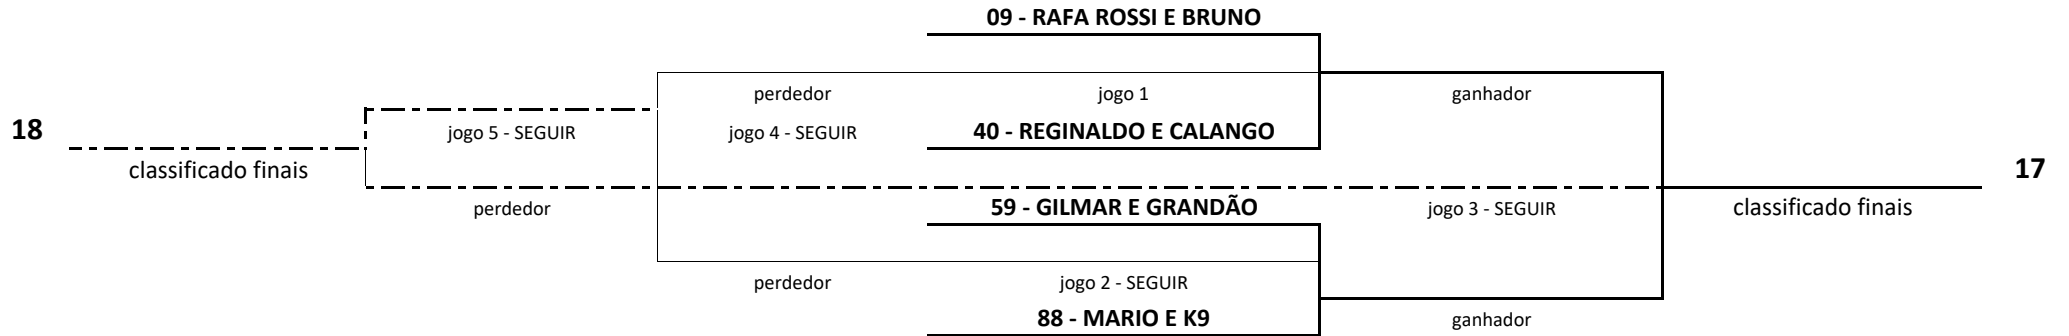 09 - RAFA ROSSI E BRUNO
perdedor
jogo 1
ganhador
18
jogo 5 - SEGUIR
jogo 4 - SEGUIR
40 - REGINALDO E CALANGO
classificado finais
17
perdedor
59 - GILMAR E GRANDÃO
jogo 3 - SEGUIR
classificado finais
perdedor
jogo 2 - SEGUIR
88 - MARIO E K9
ganhador